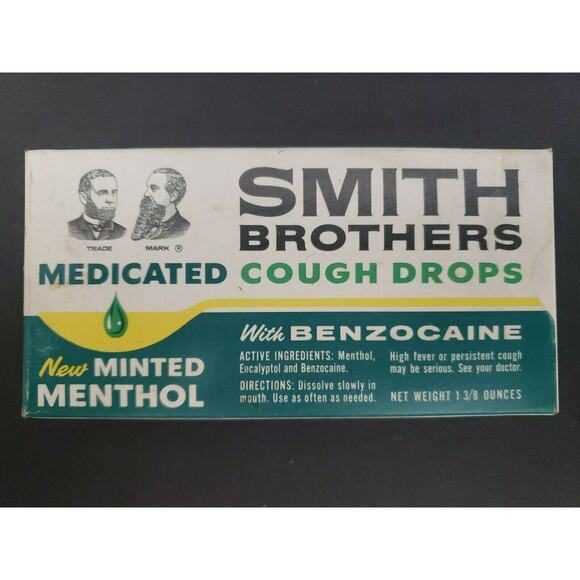 TRADE MARK ®
SMITH
BROTHERS
MEDICATED COUGH DROPS
New MINTED
MENTHOL
With BENZOCAINE
ACTIVE INGREDIENTS: Menthol,
Eucalyptol and Benzocaine.
DIRECTIONS: Dissolve slowly in
mouth. Use as often as needed.
High fever or persistent cough
may be serious. See your doctor.
NET WEIGHT 1 3/8 OUNCES